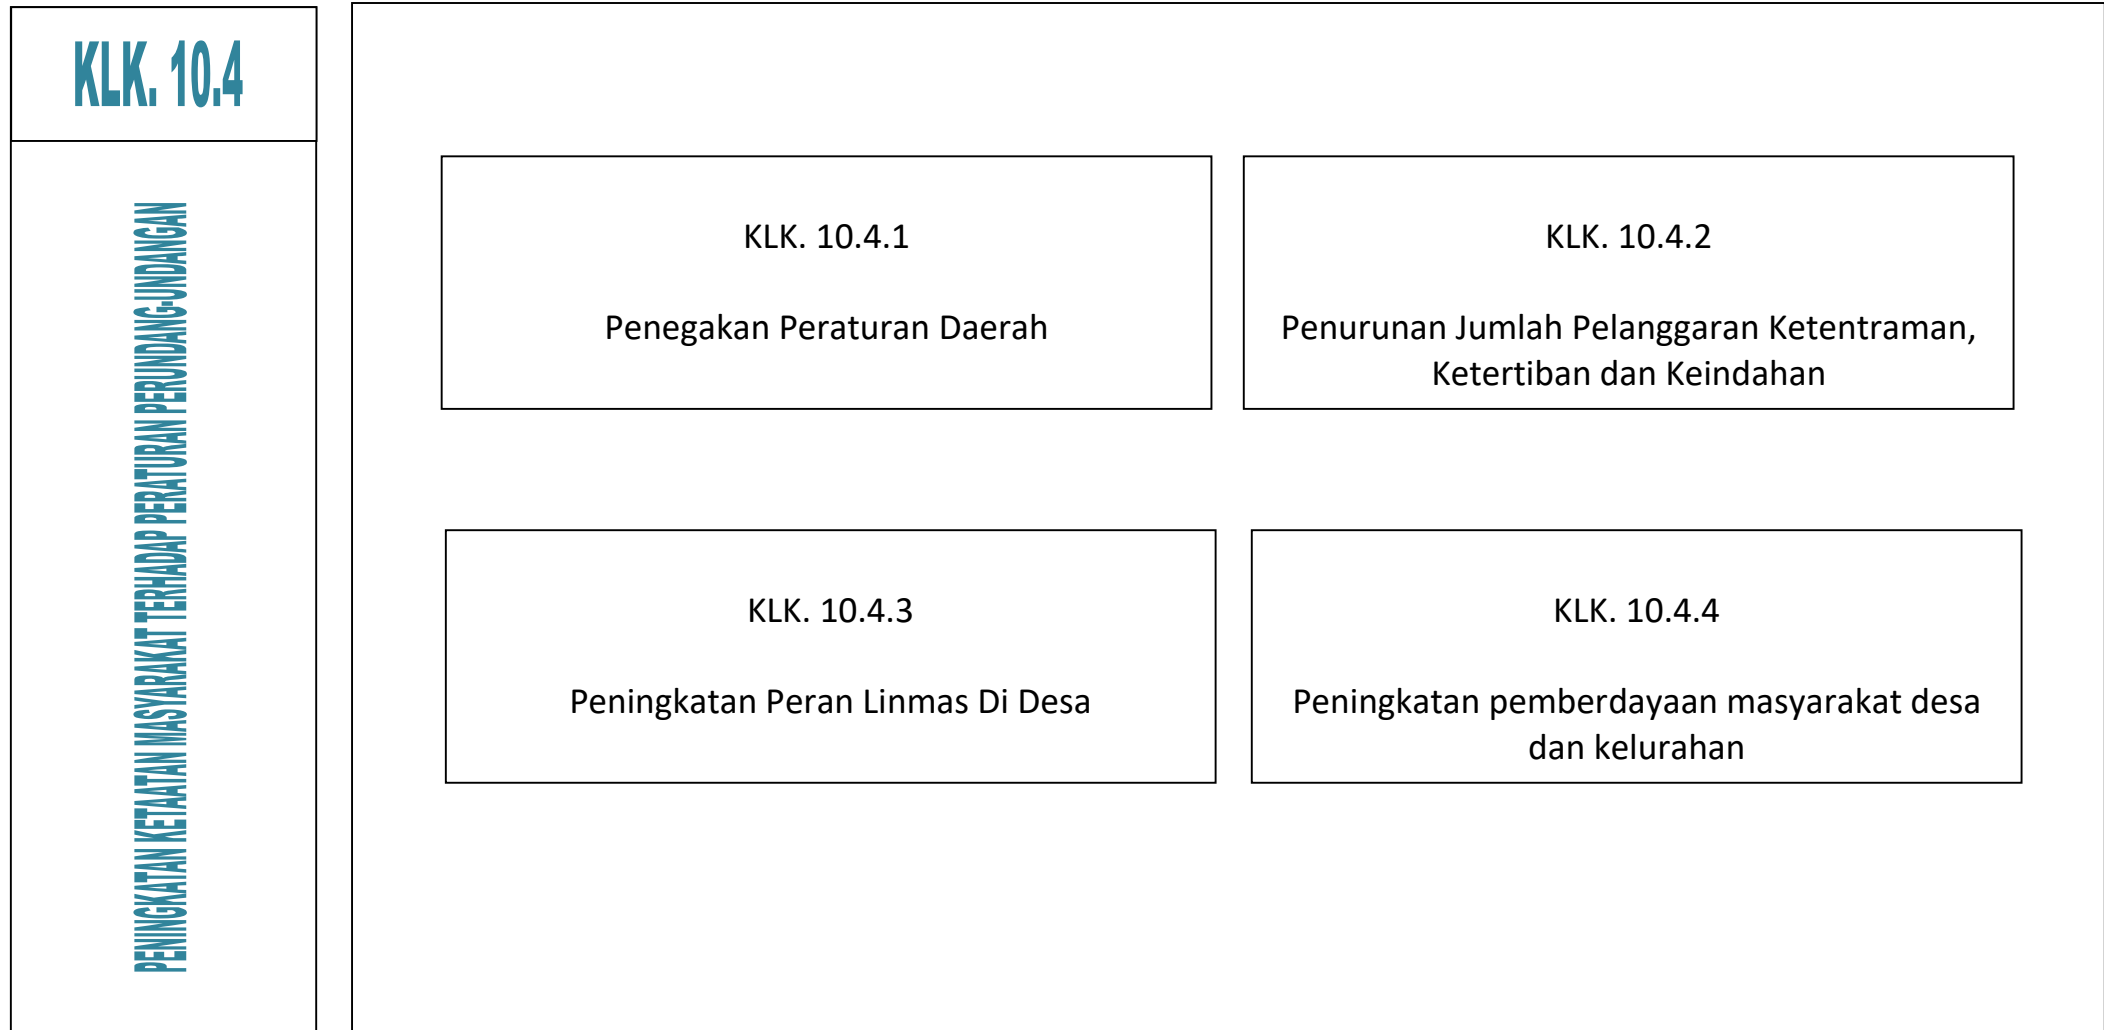 KLK. 10.4
PENINGKATAN KETAATAN MASYARAKAT TERHADAP PERATURAN PERUNDANG-UNDANGAN
KLK. 10.4.1
Penegakan Peraturan Daerah
KLK. 10.4.2
Penurunan Jumlah Pelanggaran Ketentraman,
Ketertiban dan Keindahan
KLK. 10.4.3
Peningkatan Peran Linmas Di Desa
KLK. 10.4.4
Peningkatan pemberdayaan masyarakat desa
dan kelurahan